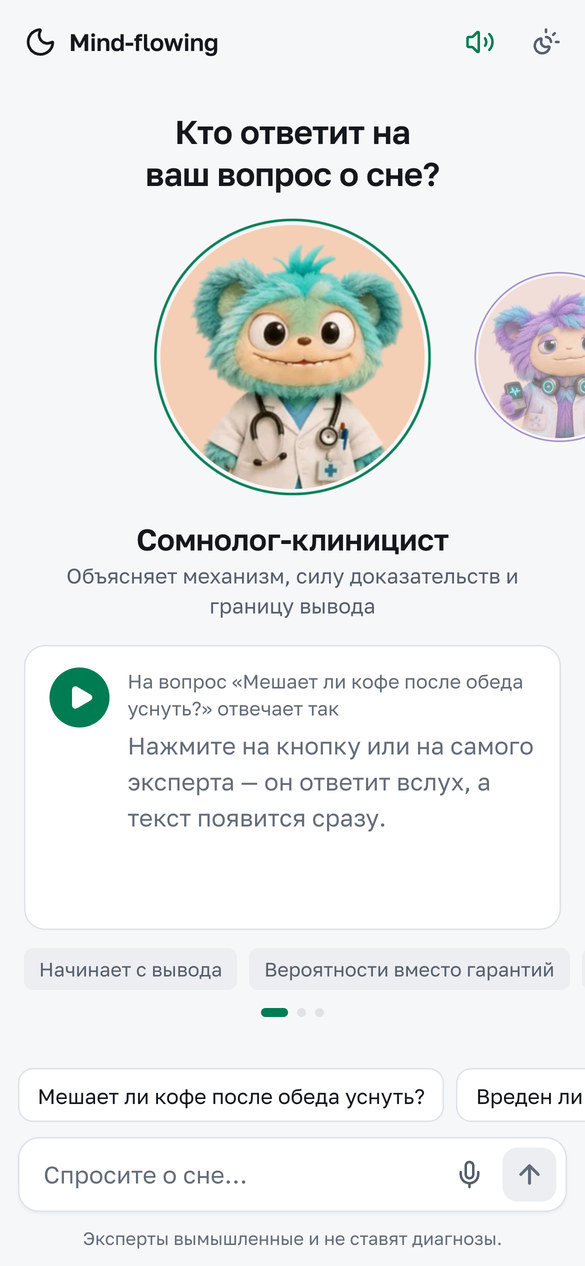 Mind-flowing
Кто ответит на
ваш вопрос о сне?
Сомнолог-клиницист
Объясняет механизм, силу доказательств и
границу вывода
На вопрос «Мешает ли кофе после обеда
уснуть?» отвечает так
Нажмите на кнопку или на самого
эксперта — он ответит вслух, а
текст появится сразу.
Начинает с вывода
Вероятности вместо гарантий
Мешает ли кофе после обеда уснуть?
Вреден ли
Спросите о сне...
Эксперты вымышленные и не ставят диагнозы.